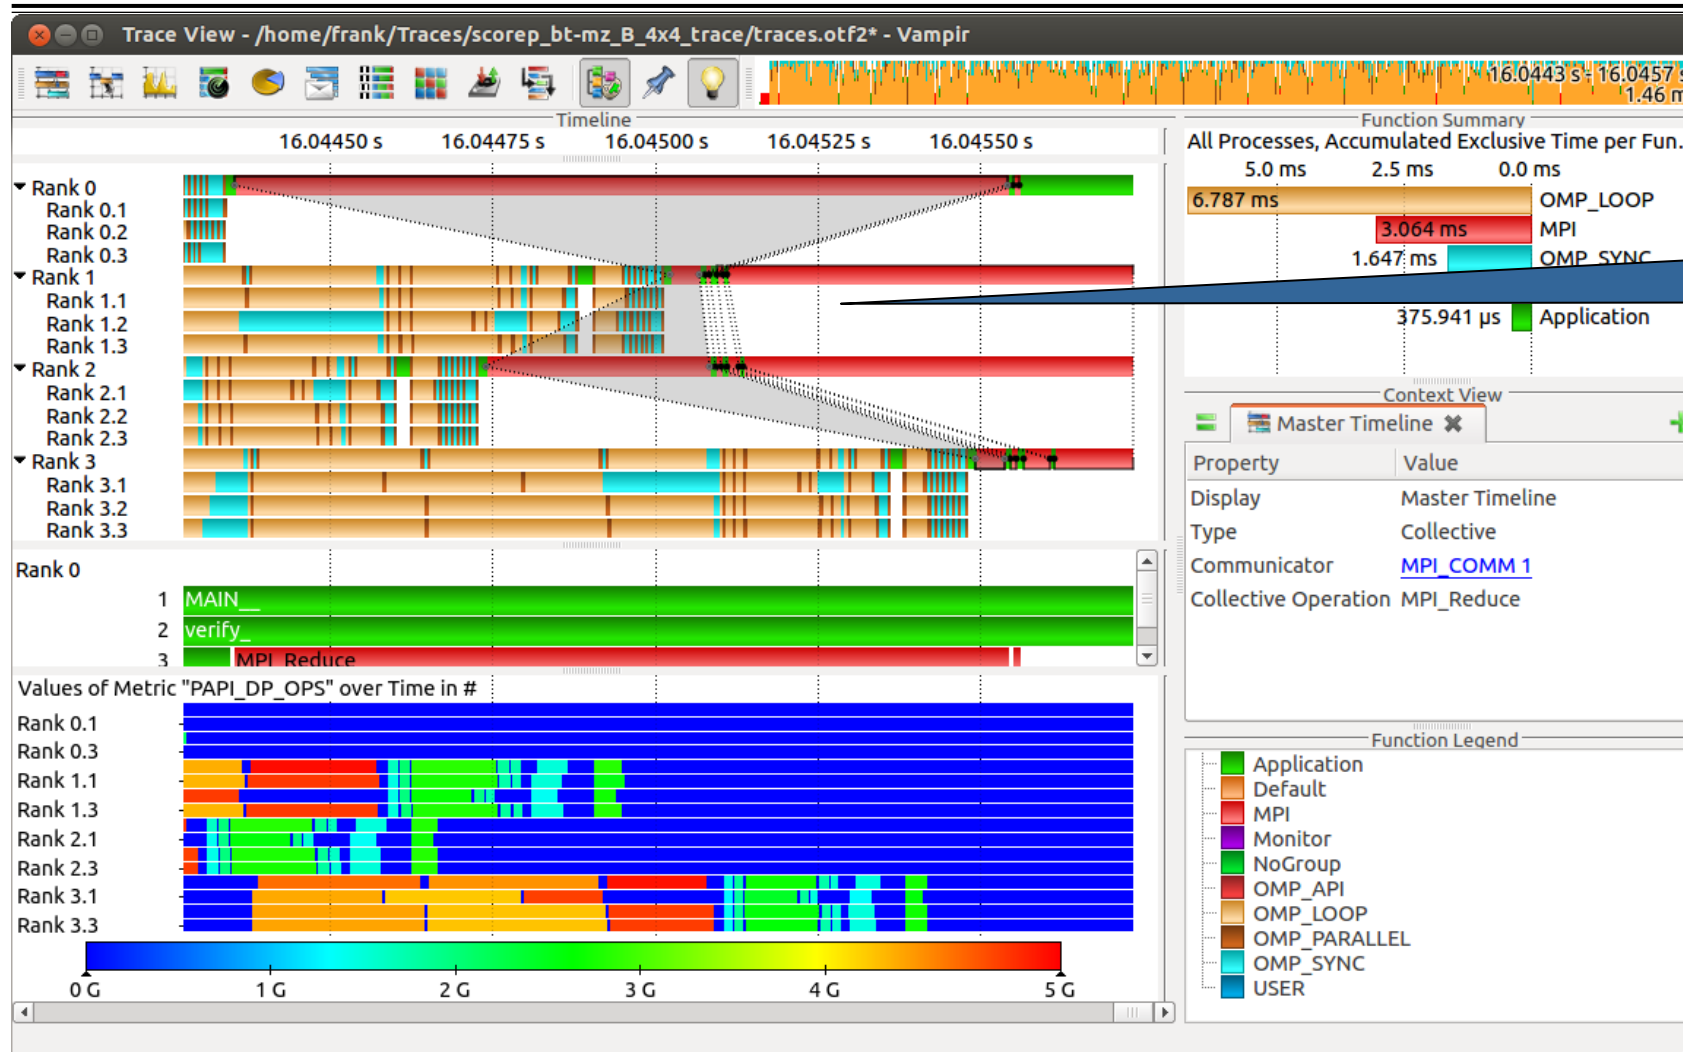 Trace View - /home/frank/Traces/scorep_bt-mz_B_4x4_trace/traces.otf2* - Vampir
16.0443 s - 16.0457 s
1.46 m
Timeline
16.04450 s 16.04475 s 16.04500 s 16.04525 s 16.04550 s
Rank 0
Rank 0.1
Rank 0.2
Rank 0.3
Rank 1
Rank 1.1
Rank 1.2
Rank 1.3
Rank 2
Rank 2.1
Rank 2.2
Rank 2.3
Rank 3
Rank 3.1
Rank 3.2
Rank 3.3
Rank 0
1 MAIN__
2 verify_
3 MPI_Reduce
Values of Metric "PAPI_DP_OPS" over Time in #
Rank 0.1
Rank 0.3
Rank 1.1
Rank 1.3
Rank 2.1
Rank 2.3
Rank 3.1
Rank 3.3
0 G 1 G 2 G 3 G 4 G 5 G
Function Summary
All Processes, Accumulated Exclusive Time per Fun...
5.0 ms 2.5 ms 0.0 ms
6.787 ms OMP_LOOP
3.064 ms MPI
1.647 ms OMP_SYNC
375.941 µs Application
Context View
Master Timeline
Property Value
Display Master Timeline
Type Collective
Communicator MPI_COMM 1
Collective Operation MPI_Reduce
Function Legend
Application
Default
MPI
Monitor
NoGroup
OMP_API
OMP_LOOP
OMP_PARALLEL
OMP_SYNC
USER